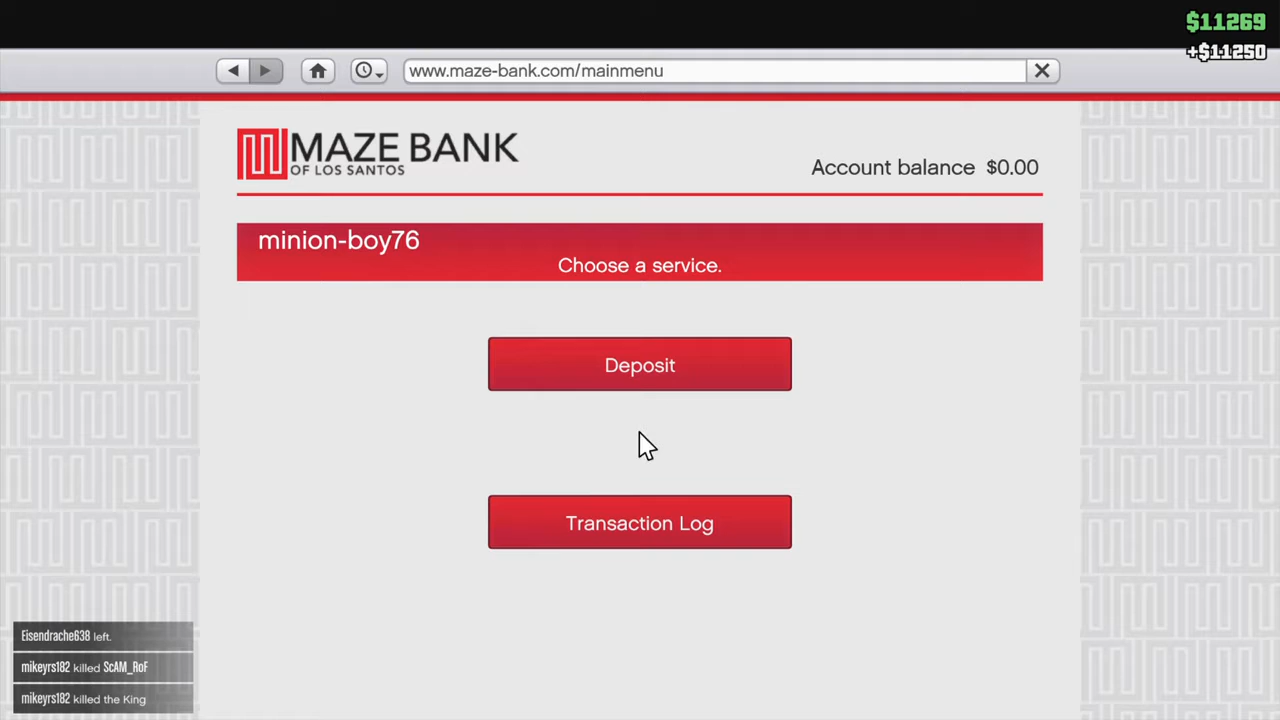 $11269
+$11250
www.maze-bank.com/mainmenu
MAZE BANK
OF LOS SANTOS
Account balance $0.00
minion-boy76
Choose a service.
Deposit
Transaction Log
Eisendrache638 left.
mikeyrs182 killed ScAM_RoF
mikeyrs182 killed the King